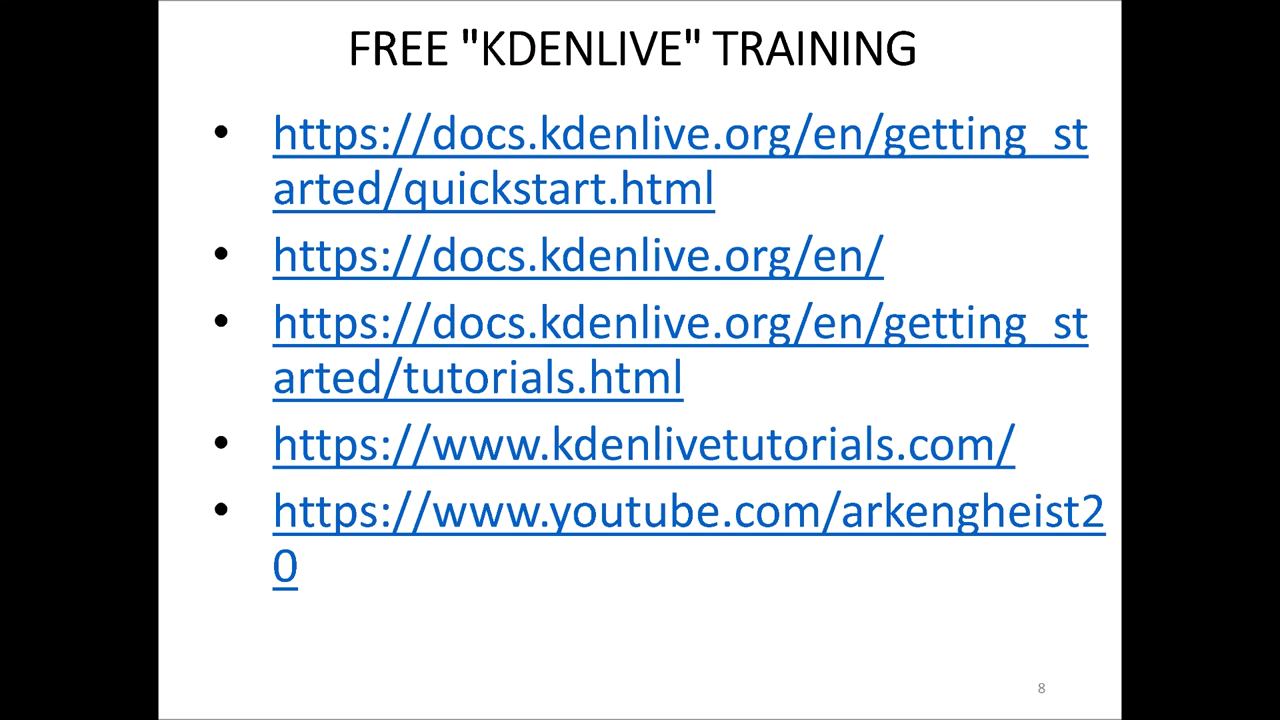 FREE "KDENLIVE" TRAINING
• https://docs.kdenlive.org/en/getting_st
arted/quickstart.html
• https://docs.kdenlive.org/en/
• https://docs.kdenlive.org/en/getting_st
arted/tutorials.html
• https://www.kdenlivetutorials.com/
• https://www.youtube.com/arkengheist2
0
8